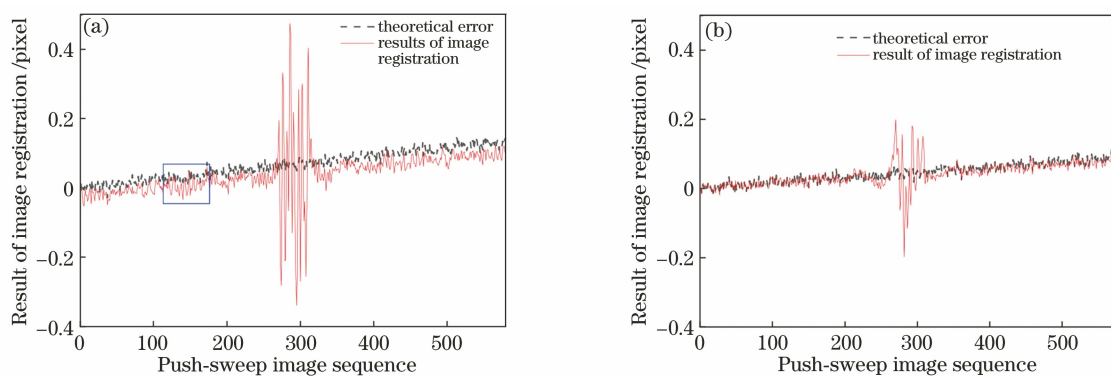 (a)
theoretical error
results of image
registration
Result of image registration /pixel
0.4
0.2
0
−0.2
−0.4
0
100
200
300
400
500
Push-sweep image sequence
(b)
theoretical error
result of image registration
Result of image registration /pixel
0.4
0.2
0
−0.2
−0.4
0
100
200
300
400
500
Push-sweep image sequence